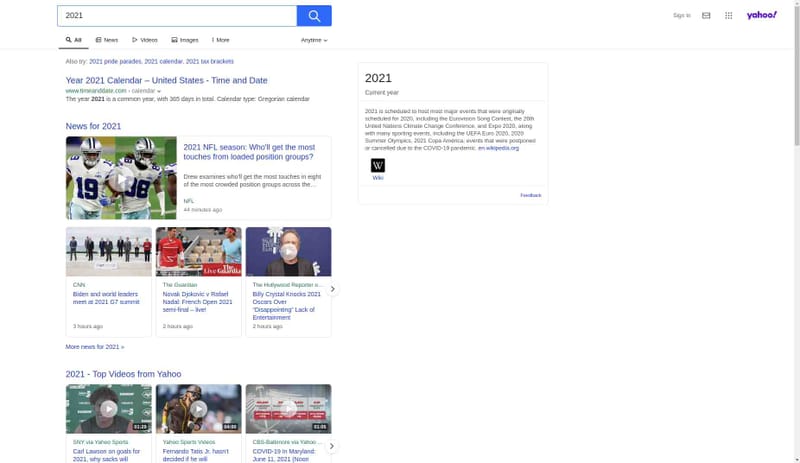 2021
Sign In
yahoo!
All
News
Videos
Images
More
Anytime
Also try: 2021 pride parades, 2021 calendar, 2021 tax brackets
Year 2021 Calendar – United States - Time and Date
www.timeanddate.com › calendar
The year 2021 is a common year, with 365 days in total. Calendar type: Gregorian calendar
News for 2021
2021 NFL season: Who'll get the most
touches from loaded position groups?
Drew examines who'll get the most touches in eight
of the most crowded position groups across the...
NFL
44 minutes ago
CNN
Biden and world leaders
meet at 2021 G7 summit
3 hours ago
Live Guardian
The Guardian
Novak Djokovic v Rafael
Nadal: French Open 2021
semi-final – live!
2 hours ago
The Hollywood Reporter v...
Billy Crystal Knocks 2021
Oscars Over
"Disappointing" Lack of
Entertainment
2 hours ago
More news for 2021 »
2021 - Top Videos from Yahoo
01:29
SNY via Yahoo Sports
Carl Lawson on goals for
2021, why sacks will
04:00
Yahoo Sports Videos
Fernando Tatis Jr. hasn't
decided if he will
01:05
CBS-Baltimore via Yahoo ...
COVID-19 In Maryland:
June 11, 2021 (Noon
2021
Current year
2021 is scheduled to host most major events that were originally
scheduled for 2020, including the Eurovision Song Contest, the 26th
United Nations Climate Change Conference, and Expo 2020, along
with many sporting events, including the UEFA Euro 2020, 2020
Summer Olympics, 2021 Copa América; events that were postponed
or cancelled due to the COVID-19 pandemic. en.wikipedia.org
W
Wiki
Feedback